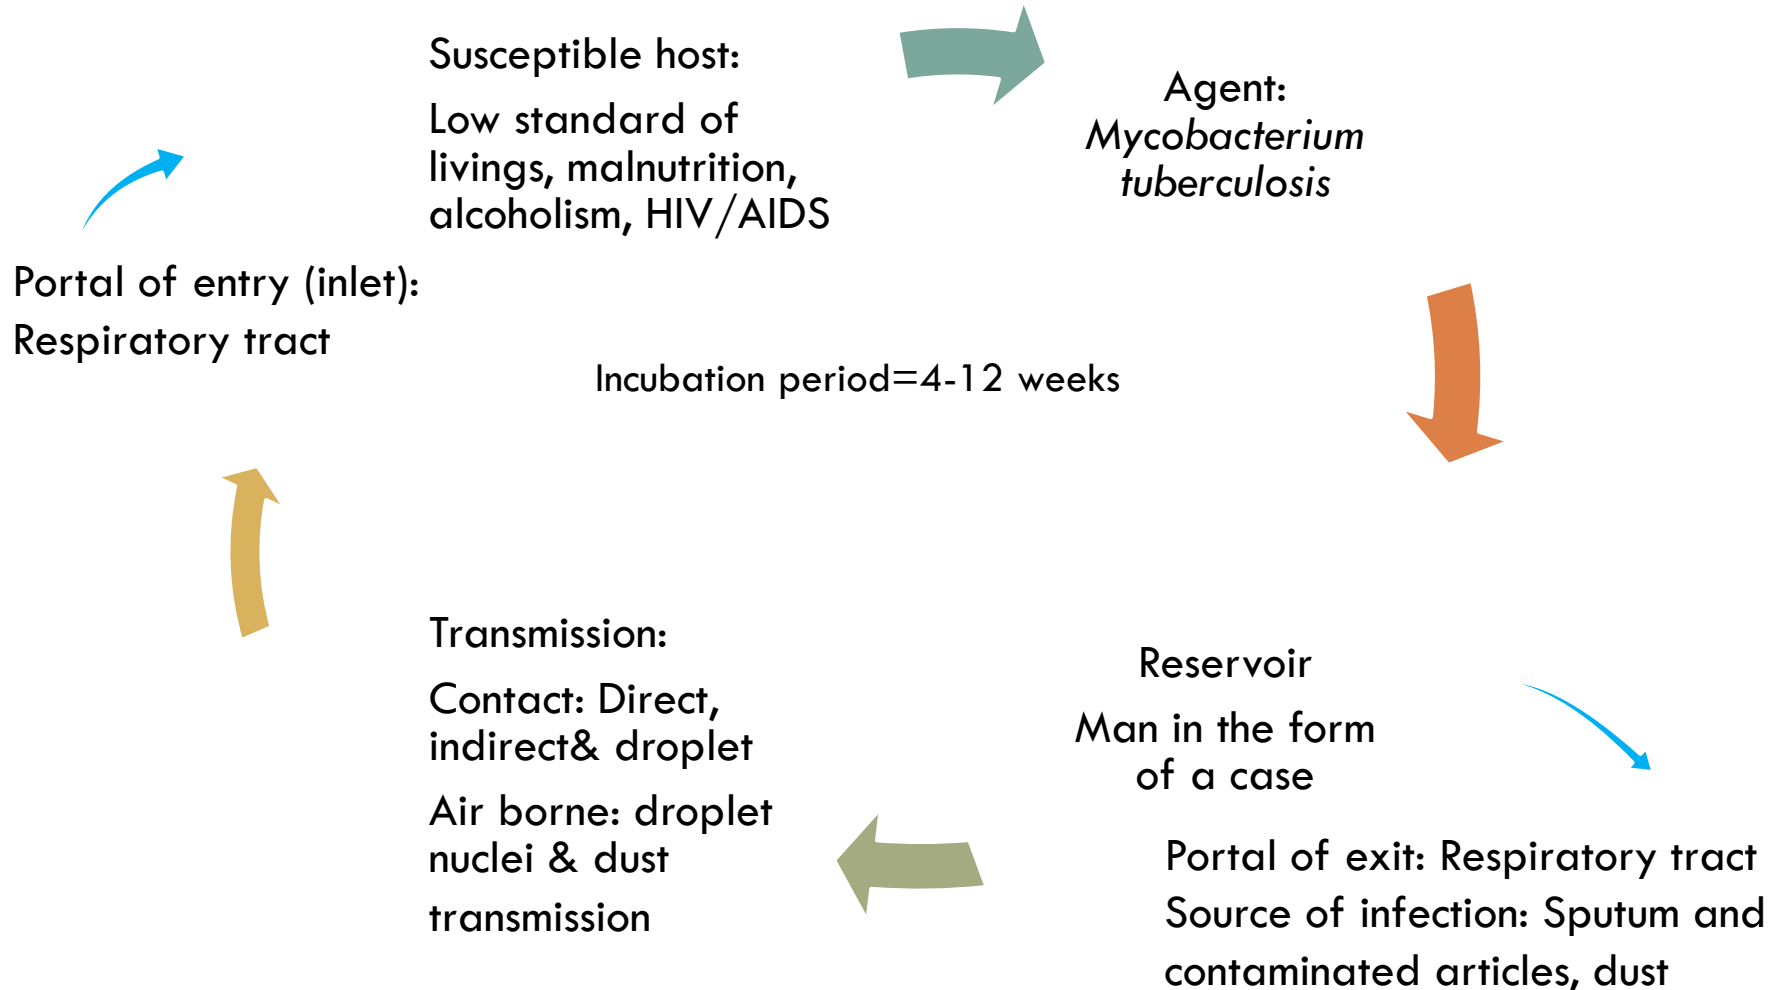 Susceptible host:
Low standard of
livings, malnutrition,
alcoholism, HIV/AIDS
Agent:
Mycobacterium
tuberculosis
Portal of entry (inlet):
Respiratory tract
Incubation period=4-12 weeks
Transmission:
Contact: Direct,
indirect& droplet
Air borne: droplet
nuclei & dust
transmission
Reservoir
Man in the form
of a case
Portal of exit: Respiratory tract
Source of infection: Sputum and
contaminated articles, dust